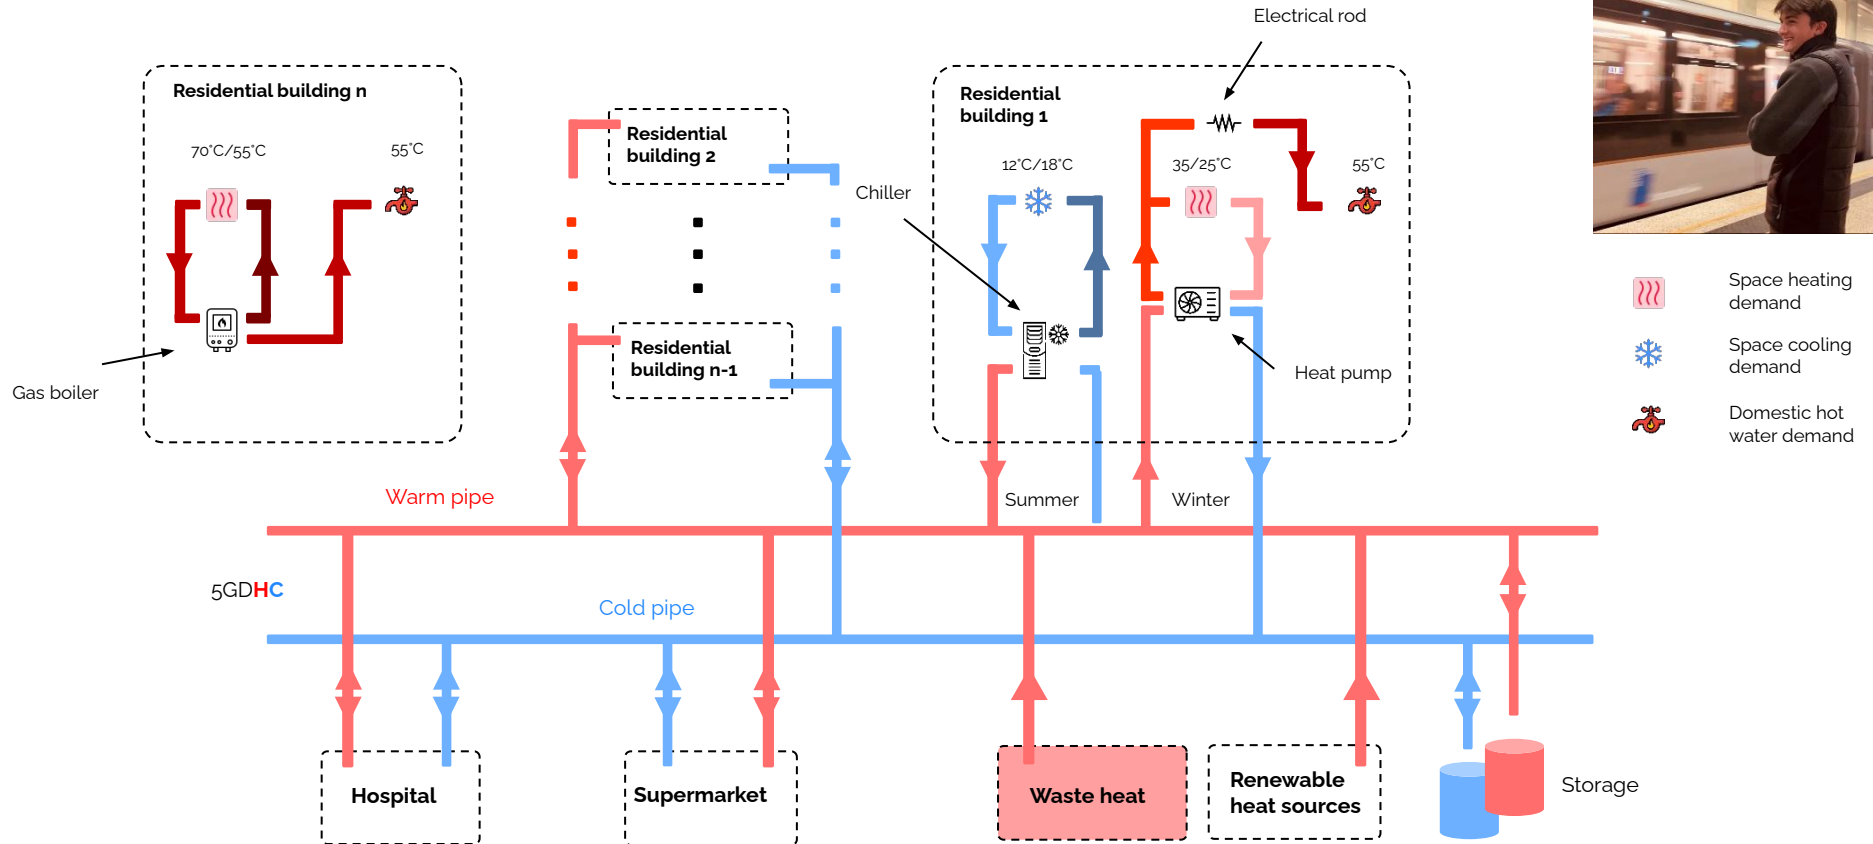 Electrical rod
Residential building n
70°C/55°C
55°C
Gas boiler
Residential
building 2
Residential
building n-1
Residential
building 1
12°C/18°C
35/25°C
55°C
Chiller
Heat pump
Space heating
demand
Space cooling
demand
Domestic hot
water demand
Warm pipe
Summer
Winter
5GDHC
Cold pipe
Hospital
Supermarket
Waste heat
Renewable
heat sources
Storage